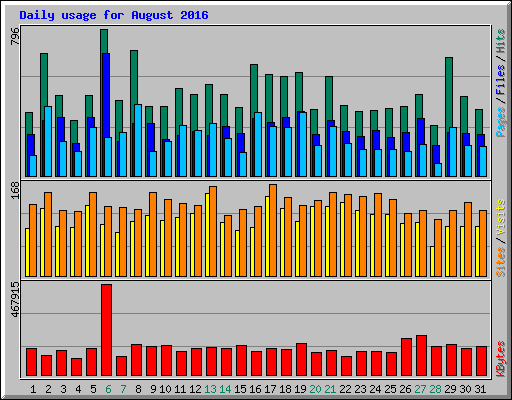 Daily usage for August 2016
796
Pages / Files / Hits
168
Sites / Visits
467915
KBytes
1 2 3 4 5 6 7 8 9 10 11 12 13 14 15 16 17 18 19 20 21 22 23 24 25 26 27 28 29 30 31